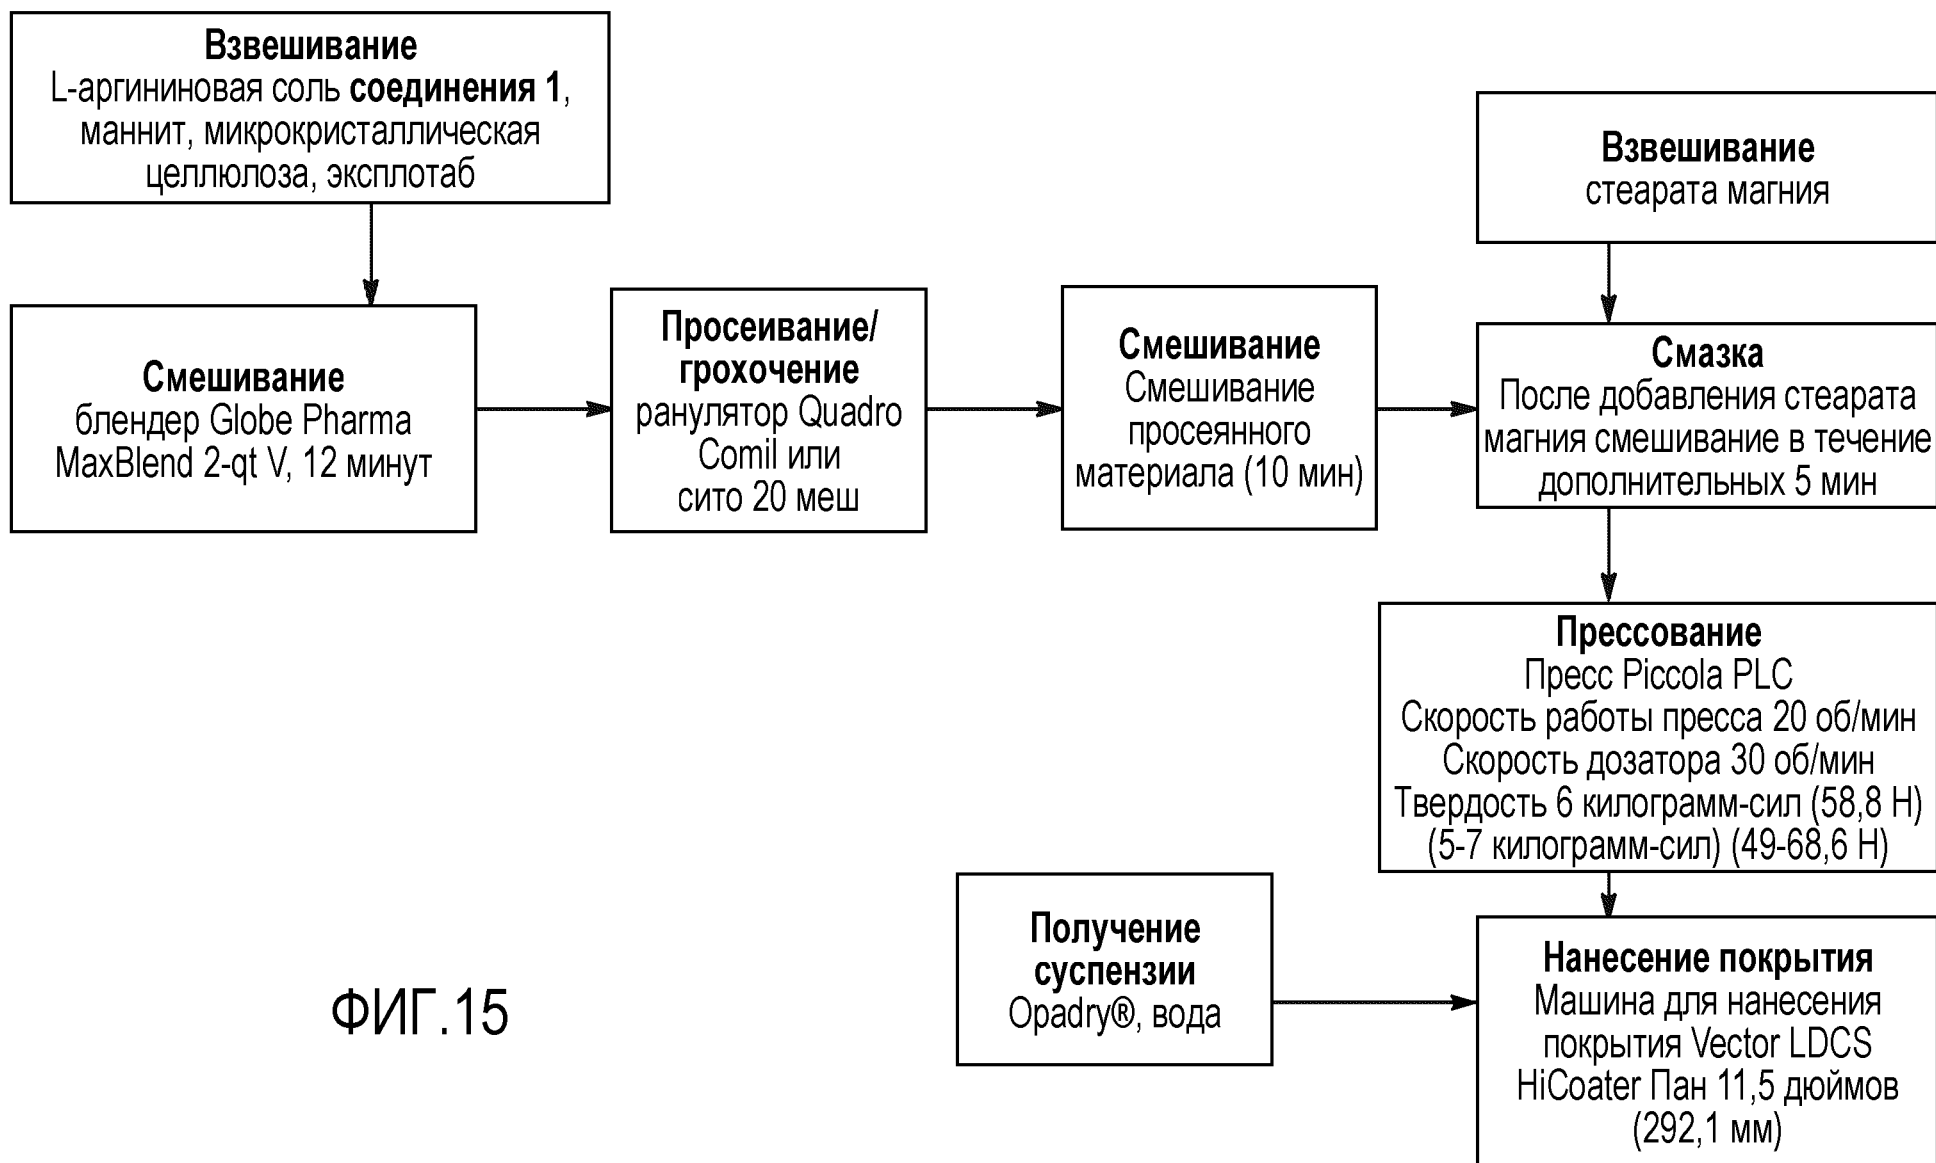 Взвешивание
L-аргининовая соль соединения 1,
маннит, микрокристаллическая
целлюлоза, эксплотаб
Взвешивание
стеарата магния
Смешивание
блендер Globe Pharma
MaxBlend 2-qt V, 12 минут
Просеивание/
грохочение
ранулятор Quadro
Comil или
сито 20 меш
Смешивание
Смешивание
просеянного
материала (10 мин)
Смазка
После добавления стеарата
магния смешивание в течение
дополнительных 5 мин
Прессование
Пресс Piccola PLC
Скорость работы пресса 20 об/мин
Скорость дозатора 30 об/мин
Твердость 6 килограмм-сил (58,8 Н)
(5-7 килограмм-сил) (49-68,6 Н)
Получение
суспензии
Opadry®, вода
Нанесение покрытия
Машина для нанесения
покрытия Vector LDCS
HiCoater Пан 11,5 дюймов
(292,1 мм)
ФИГ.15